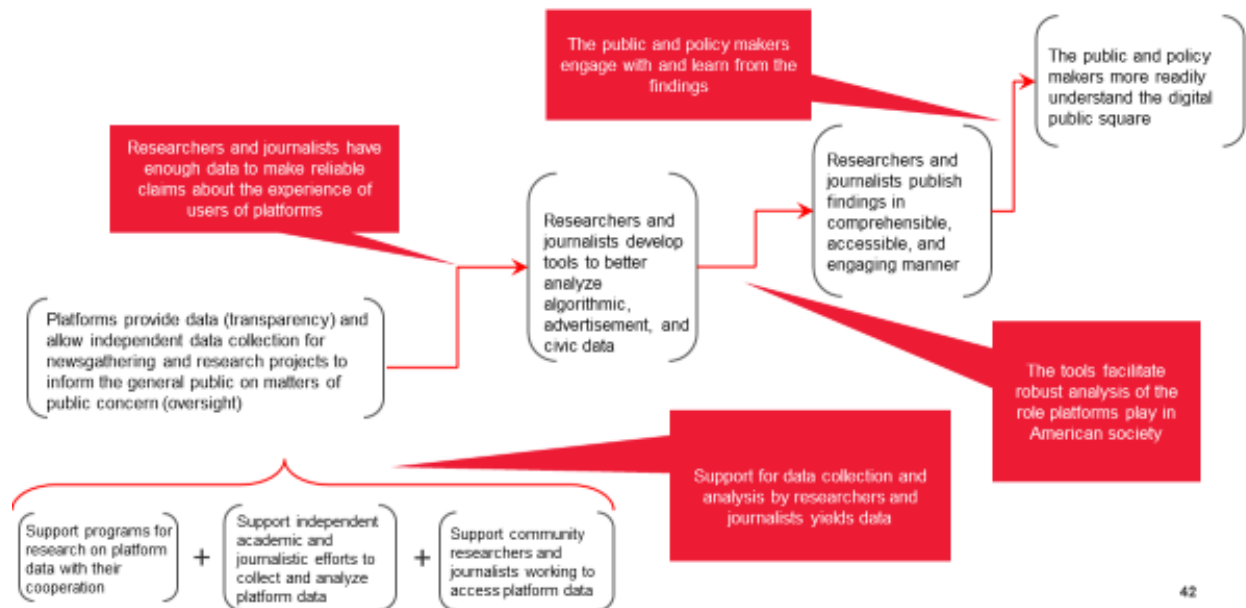 The public and policy makers
engage with and learn from the
findings
The public and policy
makers more readily
understand the digital
public square
Researchers and journalists have
enough data to make reliable
claims about the experience of
users of platforms
Researchers and
journalists publish
findings in
comprehensible,
accessible, and
engaging manner
Researchers and
journalists develop
tools to better
analyze
algorithmic,
advertisement, and
civic data
Platforms provide data (transparency) and
allow independent data collection for
newsgathering and research projects to
inform the general public on matters of
public concern (oversight)
The tools facilitate
robust analysis of the
role platforms play in
American society
Support for data collection and
analysis by researchers and
journalists yields data
Support programs for
research on platform
data with their
cooperation
+
Support independent
academic and
journalistic efforts to
collect and analyze
platform data
+
Support community
researchers and
journalists working to
access platform data
42